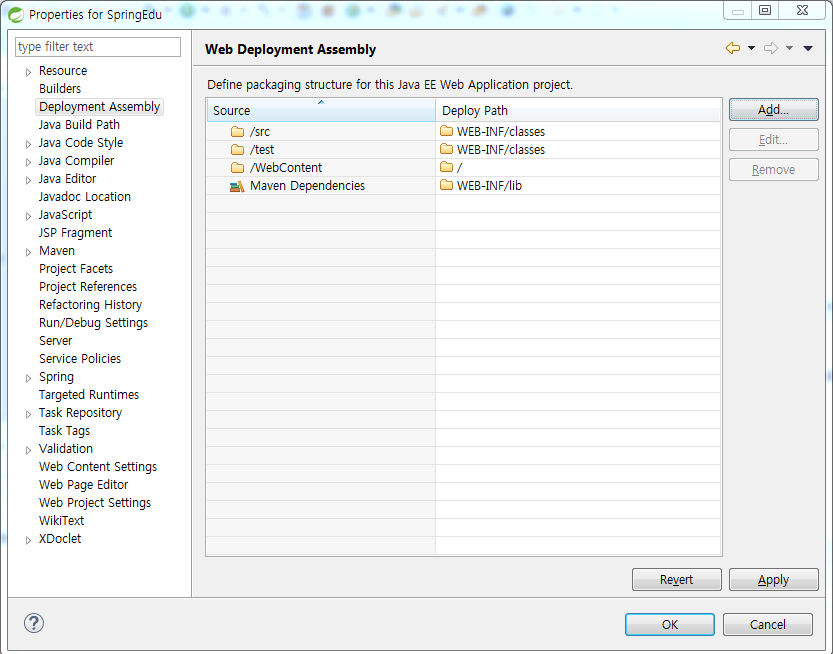 Properties for SpringEdu
type filter text
Resource
Builders
Deployment Assembly
Java Build Path
Java Code Style
Java Compiler
Java Editor
Javadoc Location
JavaScript
JSP Fragment
Maven
Project Facets
Project References
Refactoring History
Run/Debug Settings
Server
Service Policies
Spring
Targeted Runtimes
Task Repository
Task Tags
Validation
Web Content Settings
Web Page Editor
Web Project Settings
WikiText
XDoclet
Web Deployment Assembly
Define packaging structure for this Java EE Web Application project.
Source Deploy Path
/src WEB-INF/classes
/test WEB-INF/classes
/WebContent /
Maven Dependencies WEB-INF/lib
Add...
Edit...
Remove
Revert Apply
? OK Cancel